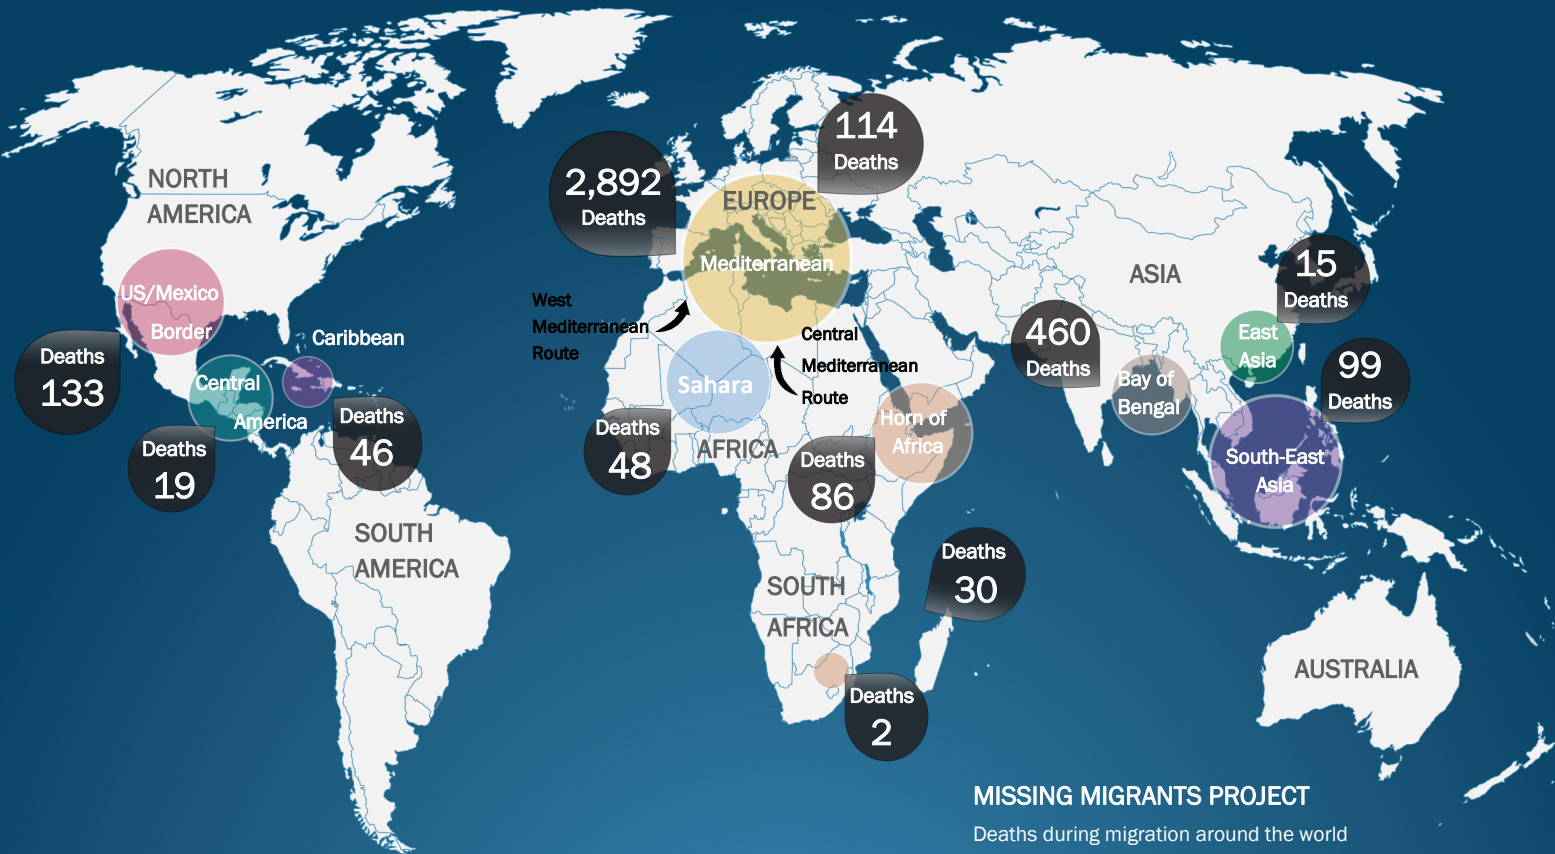 114
Deaths
2,892
Deaths
NORTH
AMERICA
EUROPE
Mediterranean
ASIA
15
Deaths
US/Mexico
Border
West
Mediterranean
Route
Central
Mediterranean
Route
460
Deaths
East
Asia
Caribbean
Deaths
133
Central
America
Sahara
Bay of
Bengal
99
Deaths
Deaths
46
Deaths
19
Deaths
48
AFRICA
Horn of
Africa
Deaths
86
South-East
Asia
SOUTH
AMERICA
Deaths
30
SOUTH
AFRICA
Deaths
2
AUSTRALIA
MISSING MIGRANTS PROJECT
Deaths during migration around the world